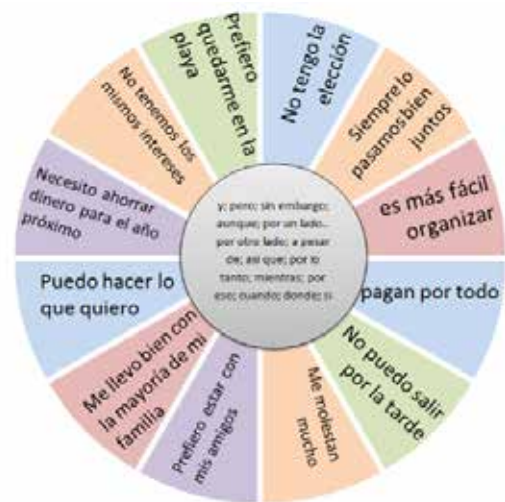 No tengo la
elección
Siempre lo
pasamos bien
juntos
es más fácil
organizar
pagan por todo
No puedo salir
por la tarde
Me molestan
mucho
Prefiero estar con
mis amigos
Me llevo bien con
la mayoría de mi
familia
Puedo hacer lo
que quiero
Necesito ahorrar
dinero para el año
próximo
No tenemos los
mismos intereses
Prefiero
quedarme en la
playa
y; pero; sin embargo;
aunque; por un lado...
por otro lado; a pesar
de; así que; por lo
tanto; mientras; por
eso; cuando; donde; si